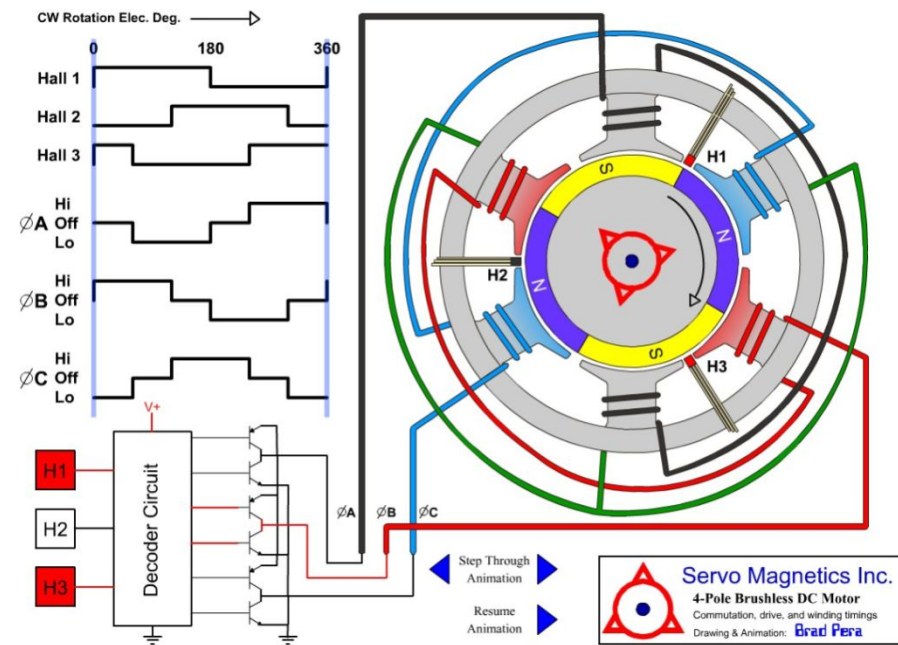 CW Rotation Elec. Deg.
0 180 360
Hall 1
Hall 2
Hall 3
Hi
ØA Off
Lo
Hi
ØB Off
Lo
Hi
ØC Off
Lo
V+
H1
H2
H3
Decoder Circuit
ØA ØB ØC
H1
H2
H3
S
N
N
S
Step Through
Animation
Resume
Animation
Servo Magnetics Inc.
4-Pole Brushless DC Motor
Commutation, drive, and winding timings
Drawing & Animation: Brad Pera